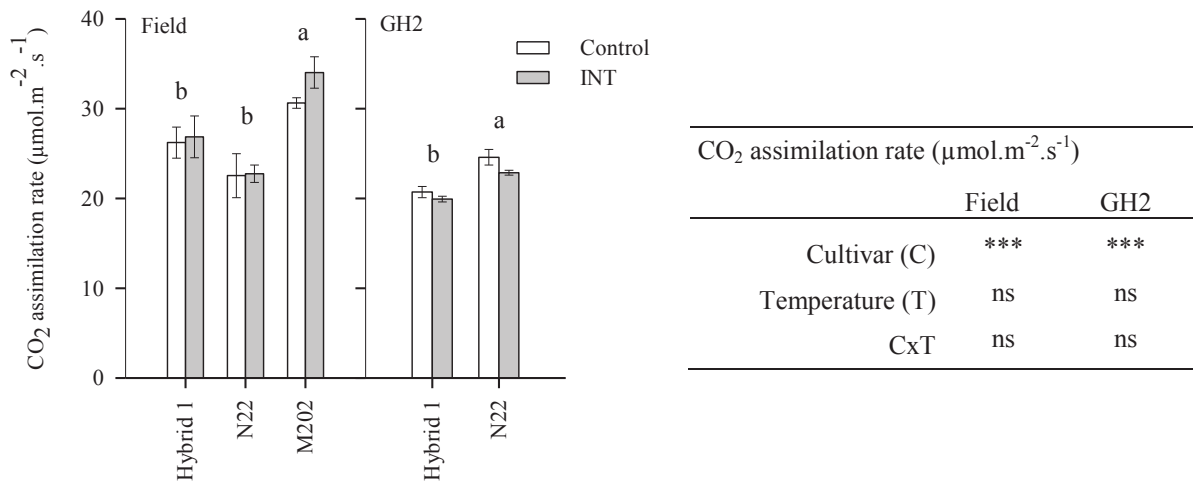 CO2 assimilation rate (µmol.m-2.s-1)
40
30
20
10
0
Field
b
b
a
GH2
b
a
Control
INT
Hybrid 1
N22
M202
Hybrid 1
N22
CO2 assimilation rate (µmol.m-2.s-1)
Field GH2
Cultivar (C) *** ***
Temperature (T) ns ns
CxT ns ns